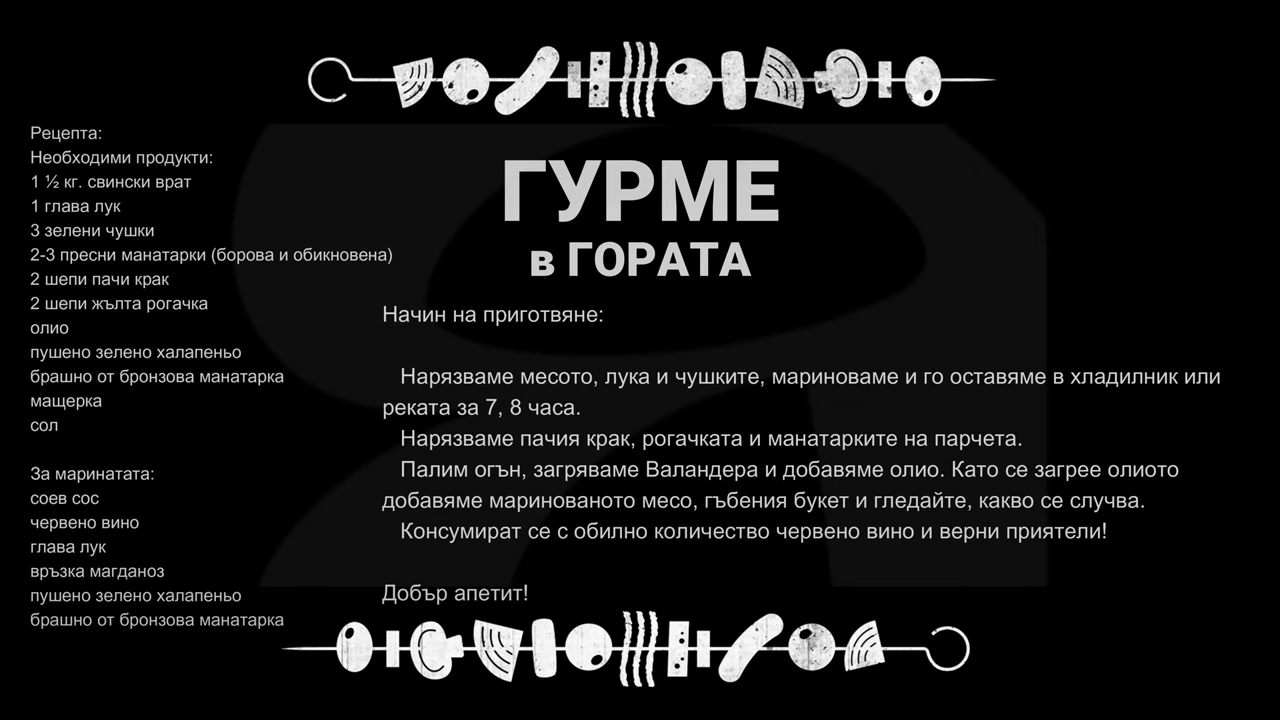 Рецепта:
Необходими продукти:
1 ½ кг. свински врат
1 глава лук
3 зелени чушки
2-3 пресни манатарки (борова и обикновена)
2 шепи пачи крак
2 шепи жълта рогачка
олио
пушено зелено халапеньо
брашно от бронзова манатарка
мащерка
сол
За маринатата:
соев сос
червено вино
глава лук
връзка магданоз
пушено зелено халапеньо
брашно от бронзова манатарка
ГУРМЕ
в ГОРАТА
Начин на приготвяне:
Нарязваме месото, лука и чушките, мариноваме и го оставяме в хладилник или
реката за 7, 8 часа.
Нарязваме пачия крак, рогачката и манатарките на парчета.
Палим огън, загряваме Валандера и добавяме олио. Като се загрее олиото
добавяме маринованото месо, гъбения букет и гледайте, какво се случва.
Консумират се с обилно количество червено вино и верни приятели!
Добър апетит!